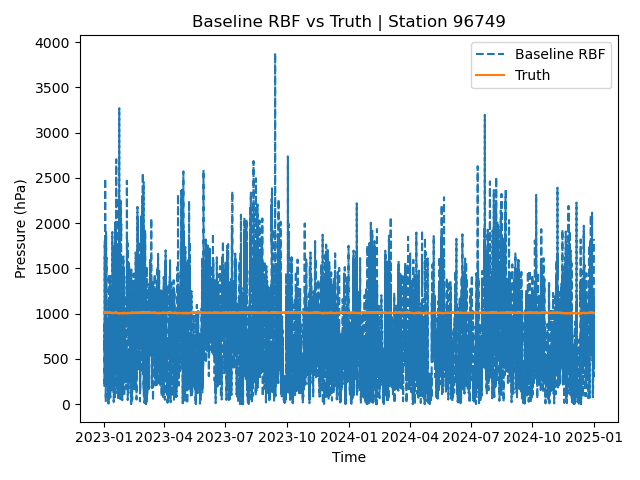 Baseline RBF vs Truth | Station 96749
Baseline RBF
Truth
Pressure (hPa)
4000
3500
3000
2500
2000
1500
1000
500
0
2023-01 2023-04 2023-07 2023-10 2024-01 2024-04 2024-07 2024-10 2025-01
Time